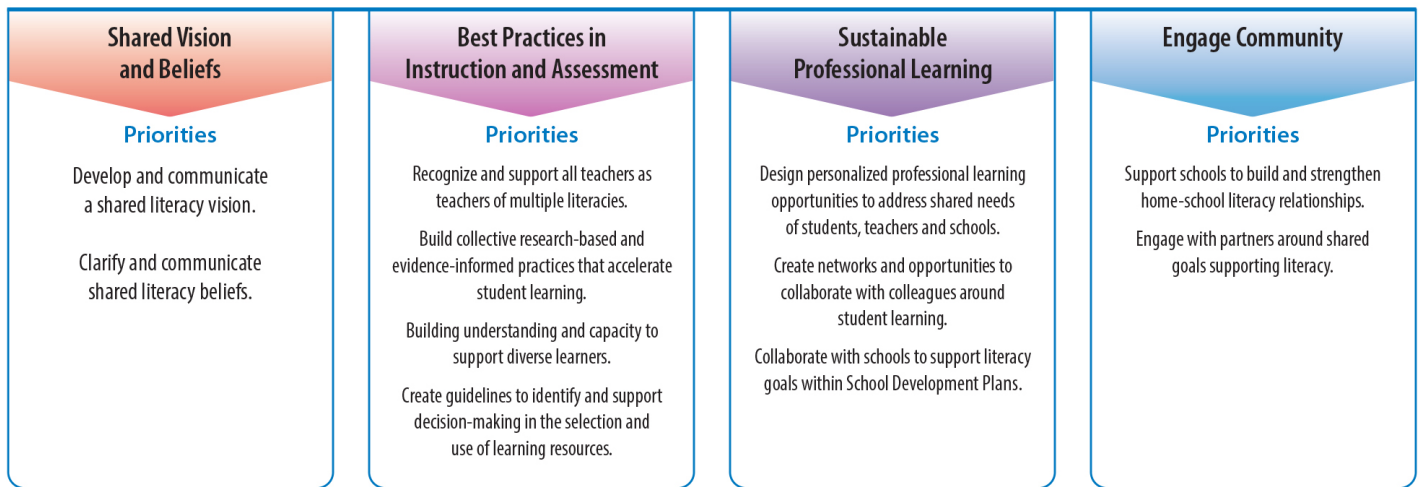 Shared Vision
and Beliefs
Priorities
Develop and communicate
a shared literacy vision.
Clarify and communicate
shared literacy beliefs.
Best Practices in
Instruction and Assessment
Priorities
Recognize and support all teachers as
teachers of multiple literacies.
Build collective research-based and
evidence-informed practices that accelerate
student learning.
Building understanding and capacity to
support diverse learners.
Create guidelines to identify and support
decision-making in the selection and
use of learning resources.
Sustainable
Professional Learning
Priorities
Design personalized professional learning
opportunities to address shared needs
of students, teachers and schools.
Create networks and opportunities to
collaborate with colleagues around
student learning.
Collaborate with schools to support literacy
goals within School Development Plans.
Engage Community
Priorities
Support schools to build and strengthen
home-school literacy relationships.
Engage with partners around shared
goals supporting literacy.